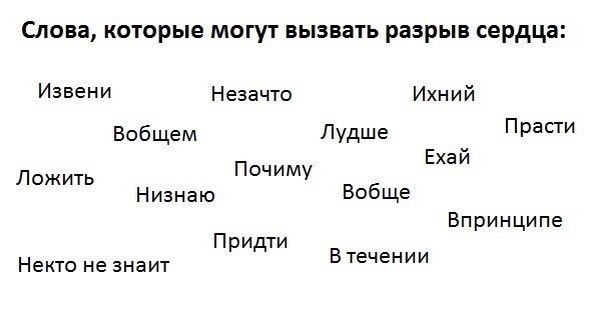 Слова, которые могут вызвать разрыв сердца:
Извени
Незачто
Ихний
Вобщем
Лудше
Прасти
Ложить
Низнаю
Почиму
Ехай
Вобще
Впринципе
Придти
В течении
Некто не знаит